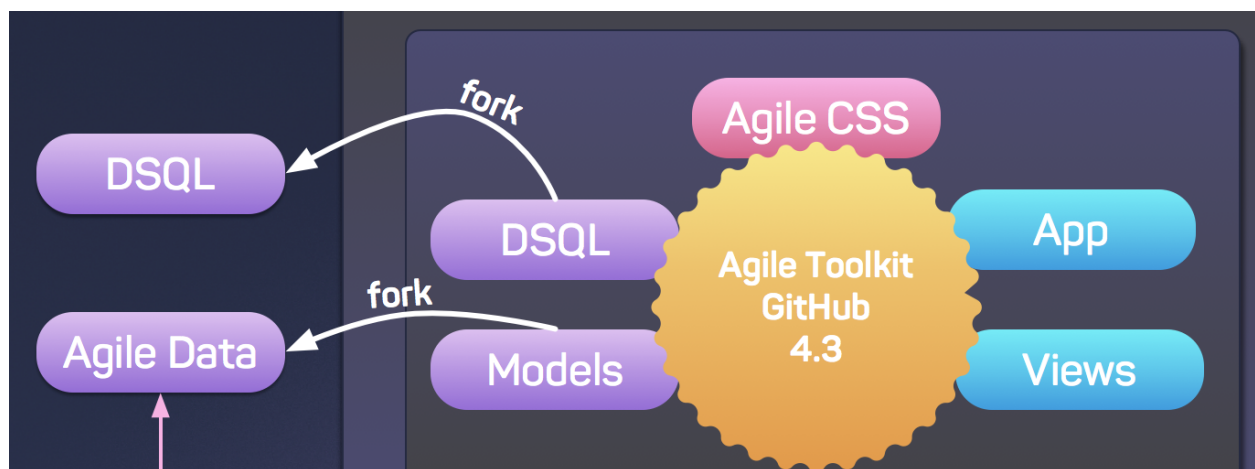 fork
Agile CSS
DSQL
DSQL
App
Agile Toolkit
GitHub
4.3
fork
Agile Data
Models
Views